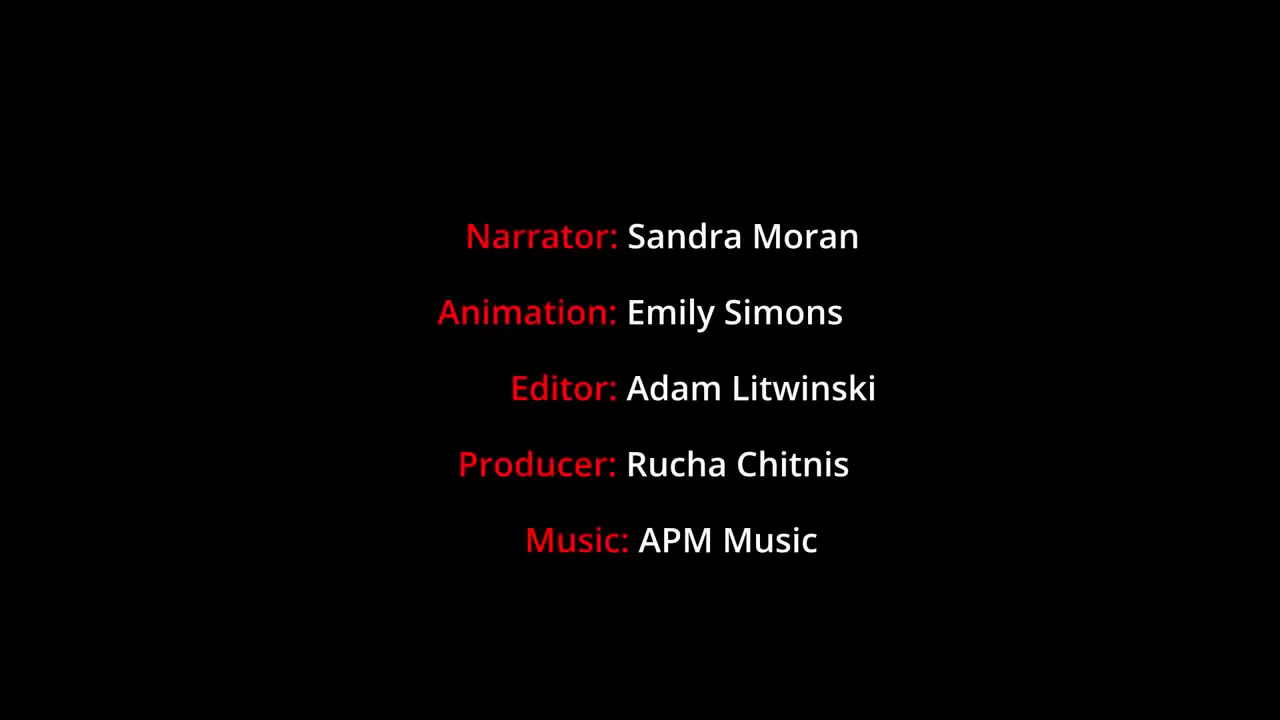 Narrator: Sandra Moran
Animation: Emily Simons
Editor: Adam Litwinski
Producer: Rucha Chitnis
Music: APM Music